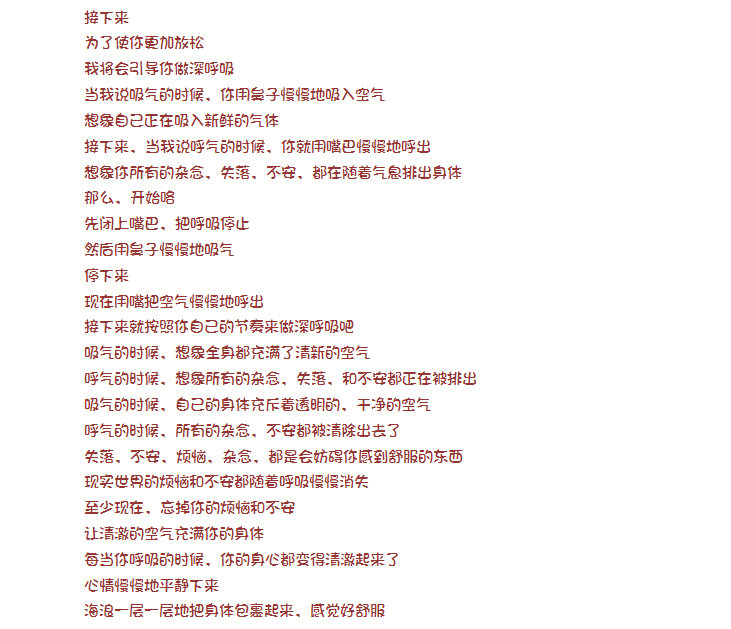 接下来
为了使你更加放松
我将会引导你做深呼吸
当我说吸气的时候，你用鼻子慢慢地吸入空气
想象自己正在吸入新鲜的气体
接下来，当我说呼气的时候，你就用嘴巴慢慢地呼出
想象你所有的杂念，失落，不安，都在随着气息排出身体
那么，开始咯
先闭上嘴巴，把呼吸停止
然后用鼻子慢慢地吸气
停下来
现在用嘴把空气慢慢地呼出
接下来就按照你自己的节奏来做深呼吸吧
吸气的时候，想象全身都充满了清新的空气
呼气的时候，想象所有的杂念，失落，和不安都正在被排出
吸气的时候，自己的身体充斥着透明的，干净的空气
呼气的时候，所有的杂念，不安都被清除出去了
失落，不安，烦恼，杂念，都是会妨碍你感到舒服的东西
现实世界的烦恼和不安都随着呼吸慢慢消失
至少现在，忘掉你的烦恼和不安
让清澈的空气充满你的身体
每当你呼吸的时候，你的身心都变得清澈起来了
心情慢慢地平静下来
海浪一层一层地把身体包裹起来，感觉好舒服